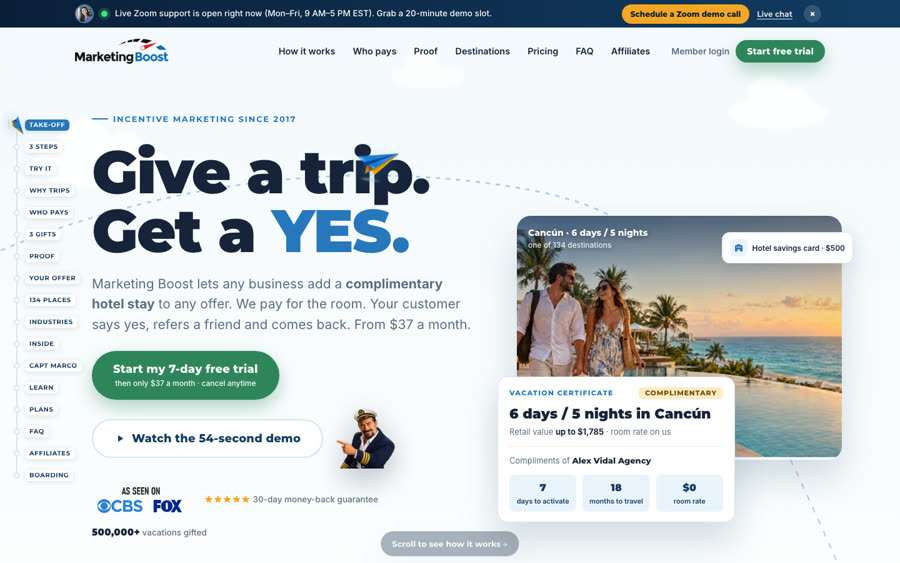 Live Zoom support is open right now (Mon–Fri, 9 AM–5 PM EST). Grab a 20-minute demo slot.
Schedule a Zoom demo call
Live chat
×
MarketingBoost
How it works
Who pays
Proof
Destinations
Pricing
FAQ
Affiliates
Member login
Start free trial
TAKE-OFF
3 STEPS
TRY IT
WHY TRIPS
WHO PAYS
3 GIFTS
PROOF
YOUR OFFER
134 PLACES
INDUSTRIES
INSIDE
CAPT MARCO
LEARN
PLANS
FAQ
AFFILIATES
BOARDING
INCENTIVE MARKETING SINCE 2017
Give a trip.
Get a YES.
Marketing Boost lets any business add a complimentary
hotel stay to any offer. We pay for the room. Your customer
says yes, refers a friend and comes back. From $37 a month.
Start my 7-day free trial
then only $37 a month · cancel anytime
Watch the 54-second demo
AS SEEN ON
CBS FOX
★★★★★ 30-day money-back guarantee
500,000+ vacations gifted
Cancún · 6 days / 5 nights
one of 134 destinations
Hotel savings card · $500
VACATION CERTIFICATE
COMPLIMENTARY
6 days / 5 nights in Cancún
Retail value up to $1,785 · room rate on us
Compliments of Alex Vidal Agency
7
days to activate
18
months to travel
$0
room rate
Scroll to see how it works